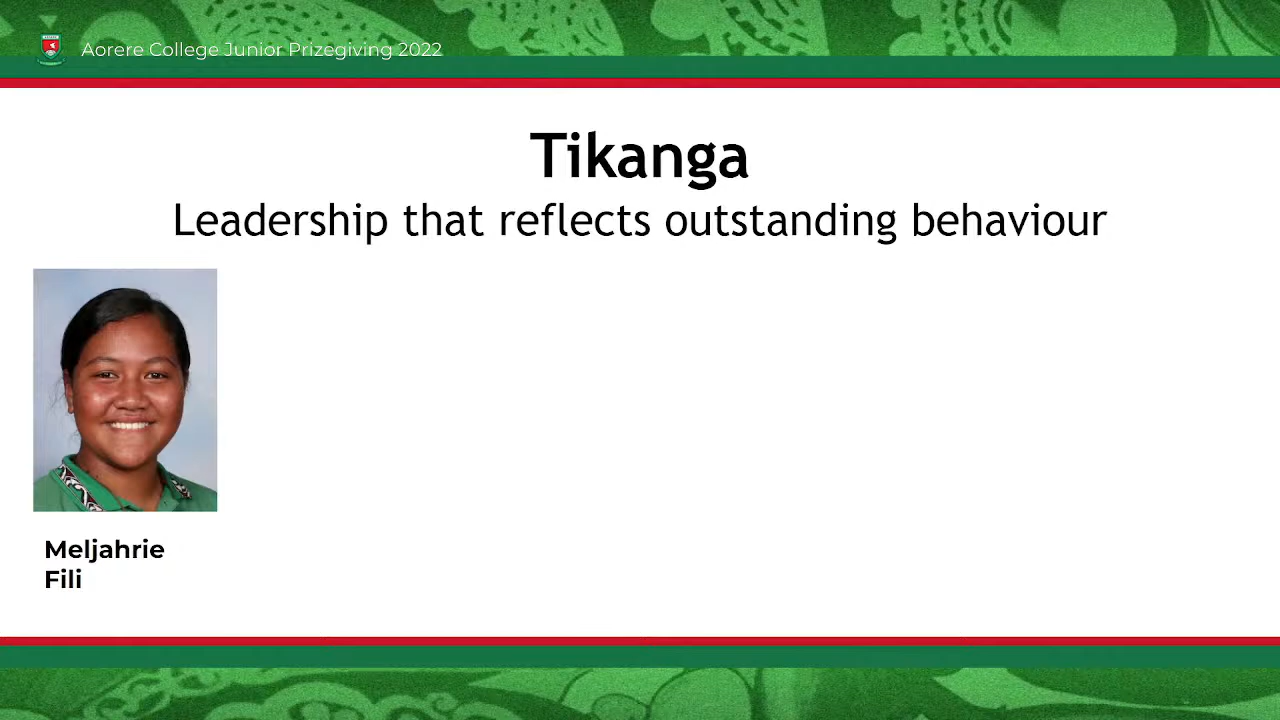 Aorere College Junior Prizegiving 2022
Tikanga
Leadership that reflects outstanding behaviour
Meljahrie
Fili